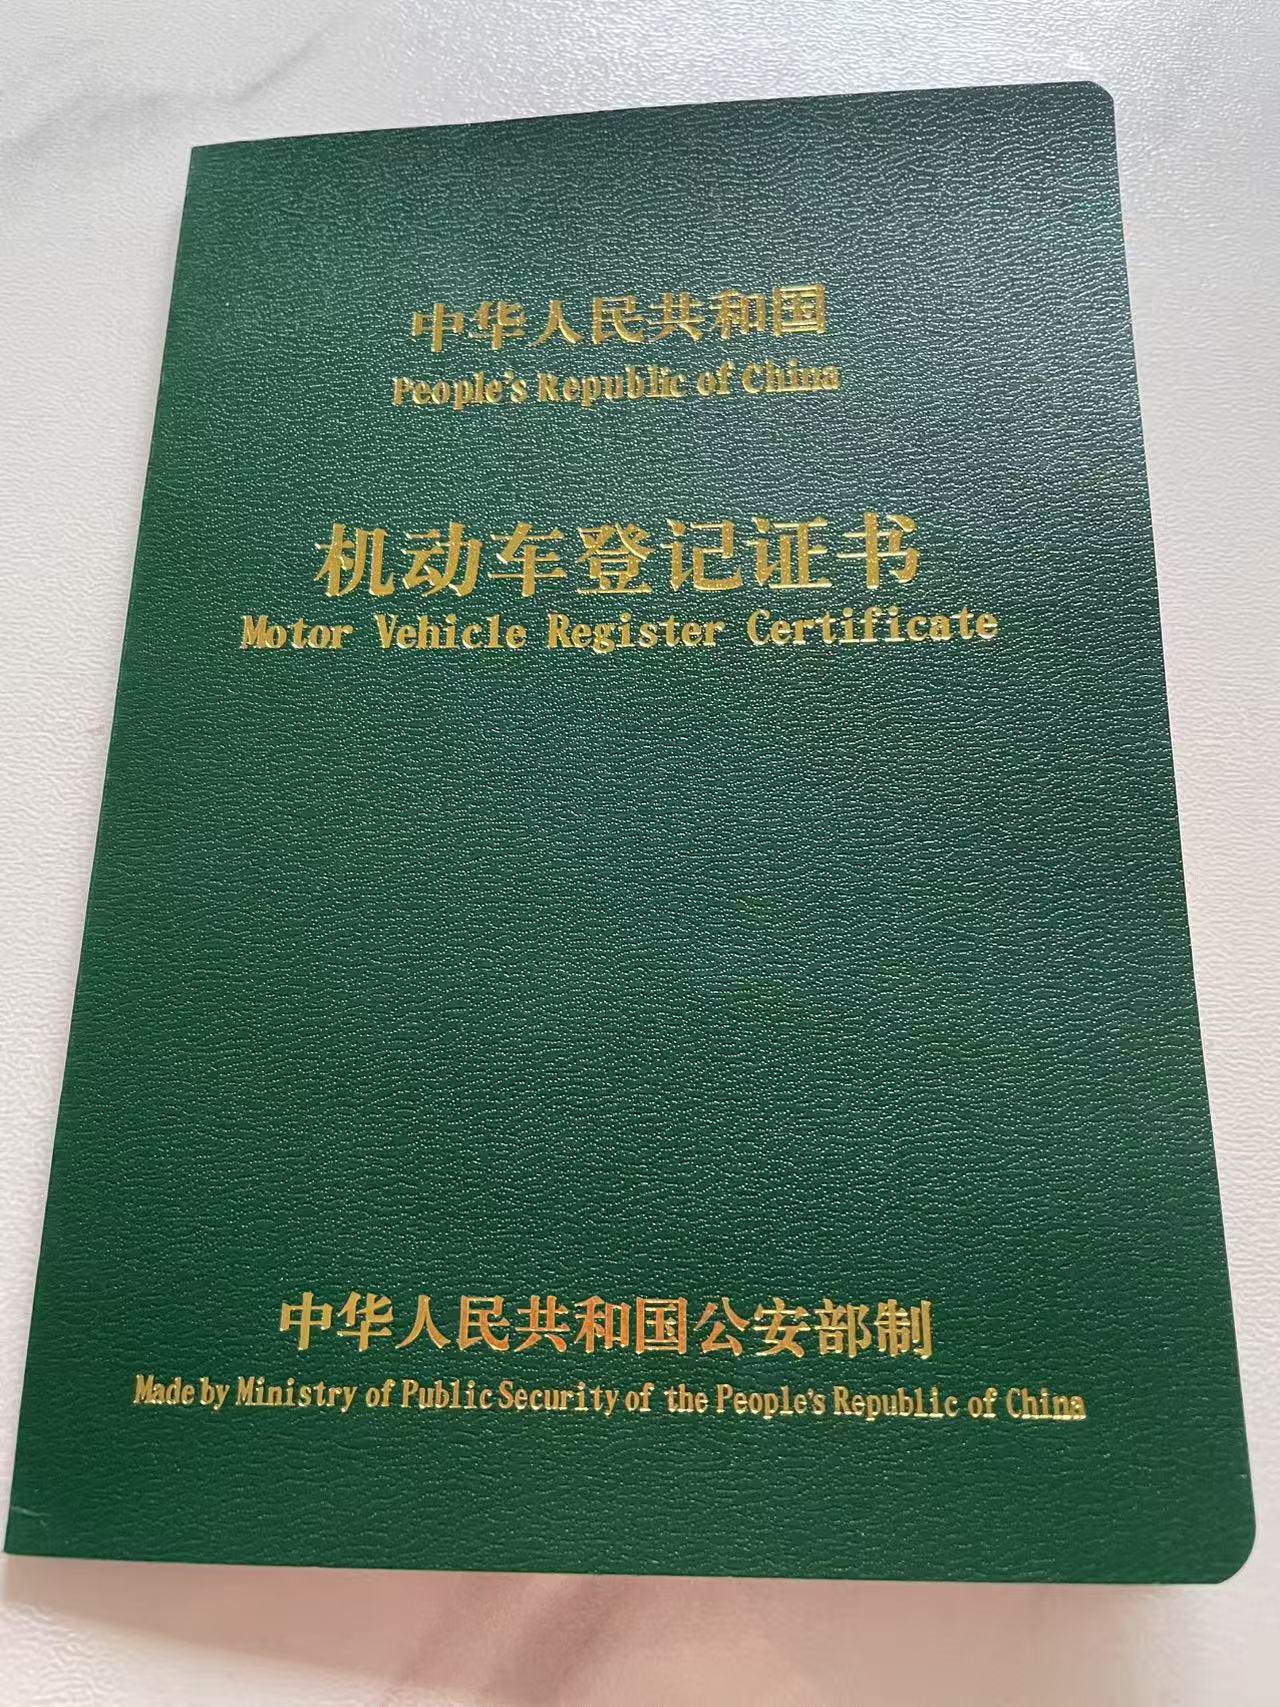 中华人民共和国
People's Republic of China
机动车登记证书
Motor Vehicle Register Certificate
中华人民共和国公安部制
Made by Ministry of Public Security of the People's Republic of China